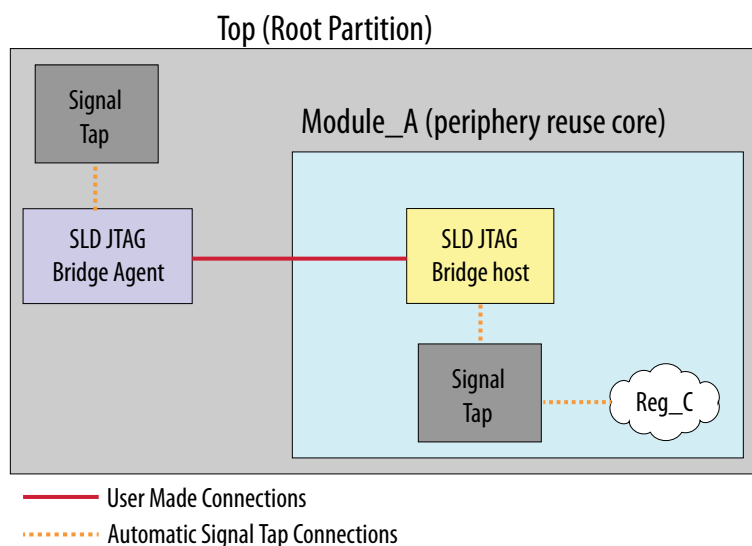 Top (Root Partition)
Signal
Tap
Module_A (periphery reuse core)
SLD JTAG
Bridge Agent
SLD JTAG
Bridge host
Signal
Tap
Reg_C
User Made Connections
Automatic Signal Tap Connections